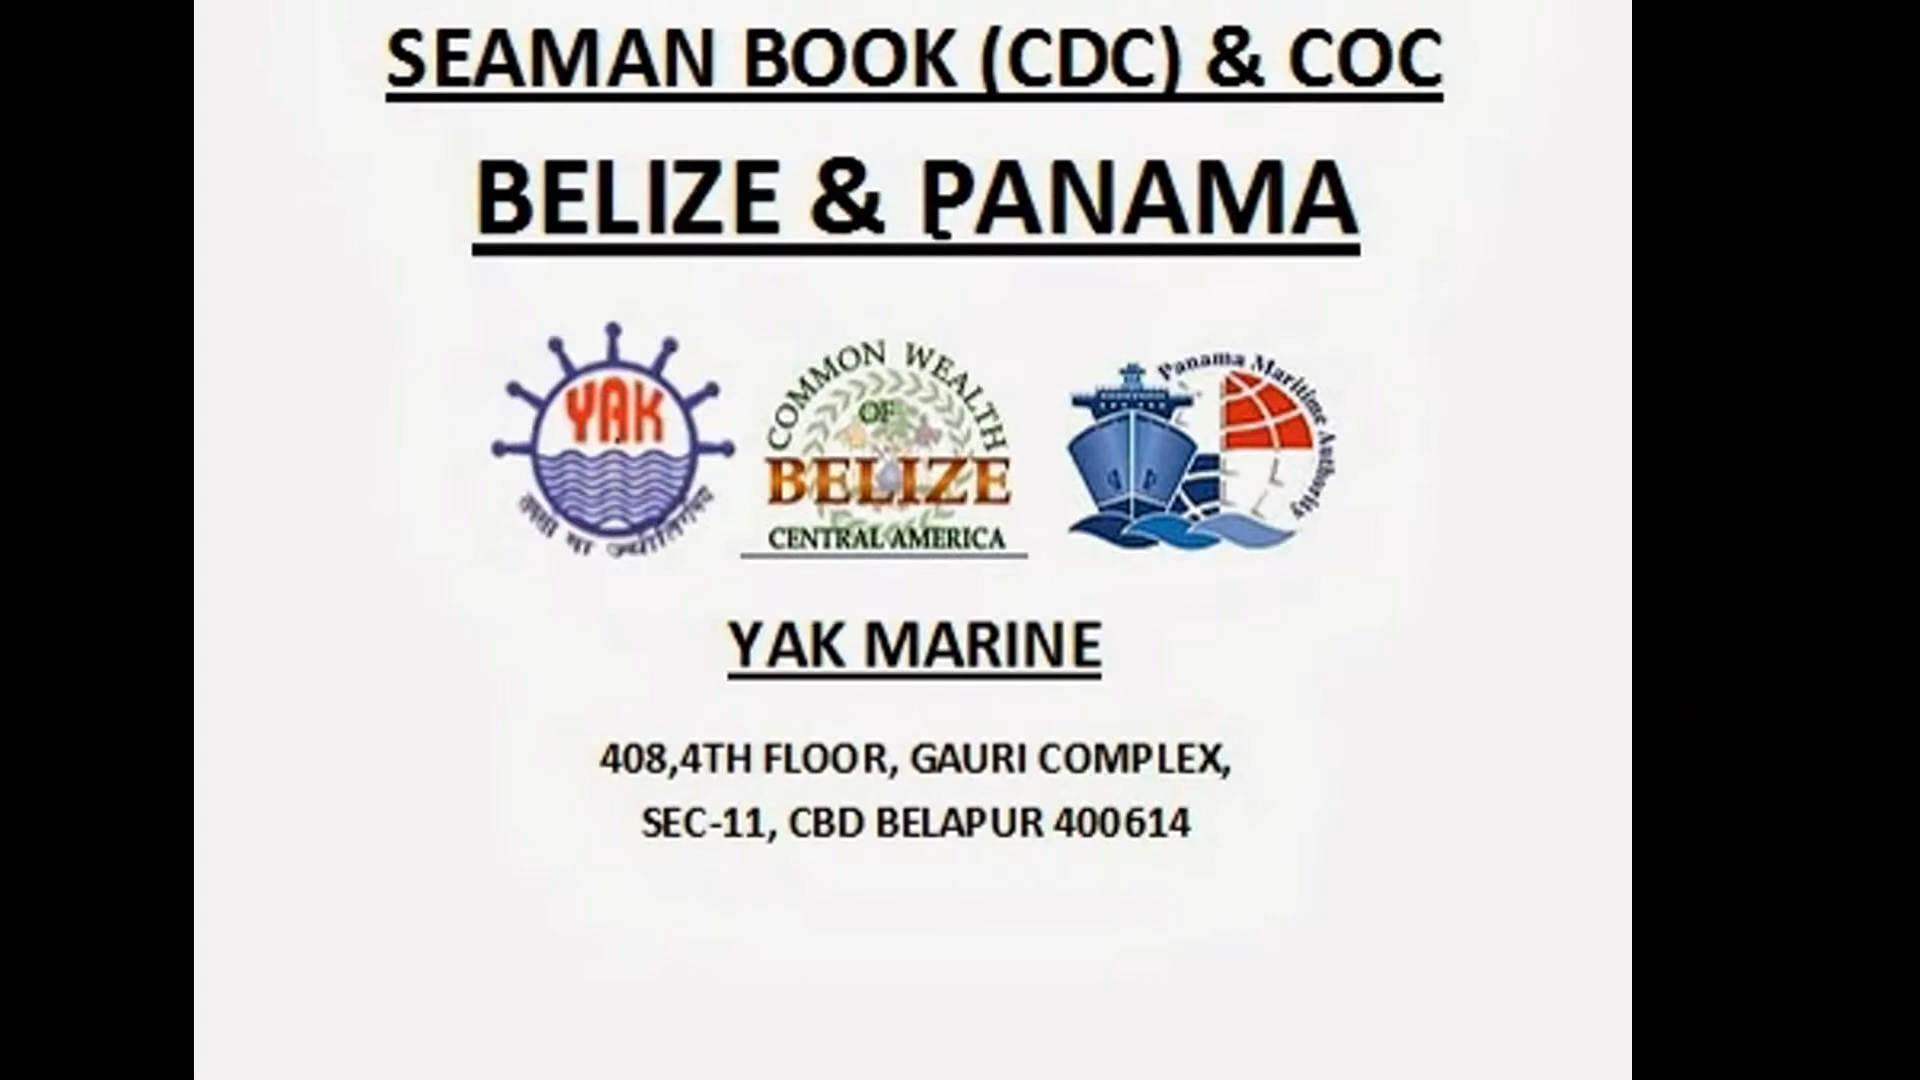 SEAMAN BOOK (CDC) & COC
BELIZE & PANAMA
YAK
COMMON WEALTH
OF
BELIZE
CENTRAL AMERICA
Panama Maritime Authority
YAK MARINE
408,4TH FLOOR, GAURI COMPLEX,
SEC-11, CBD BELAPUR 400614